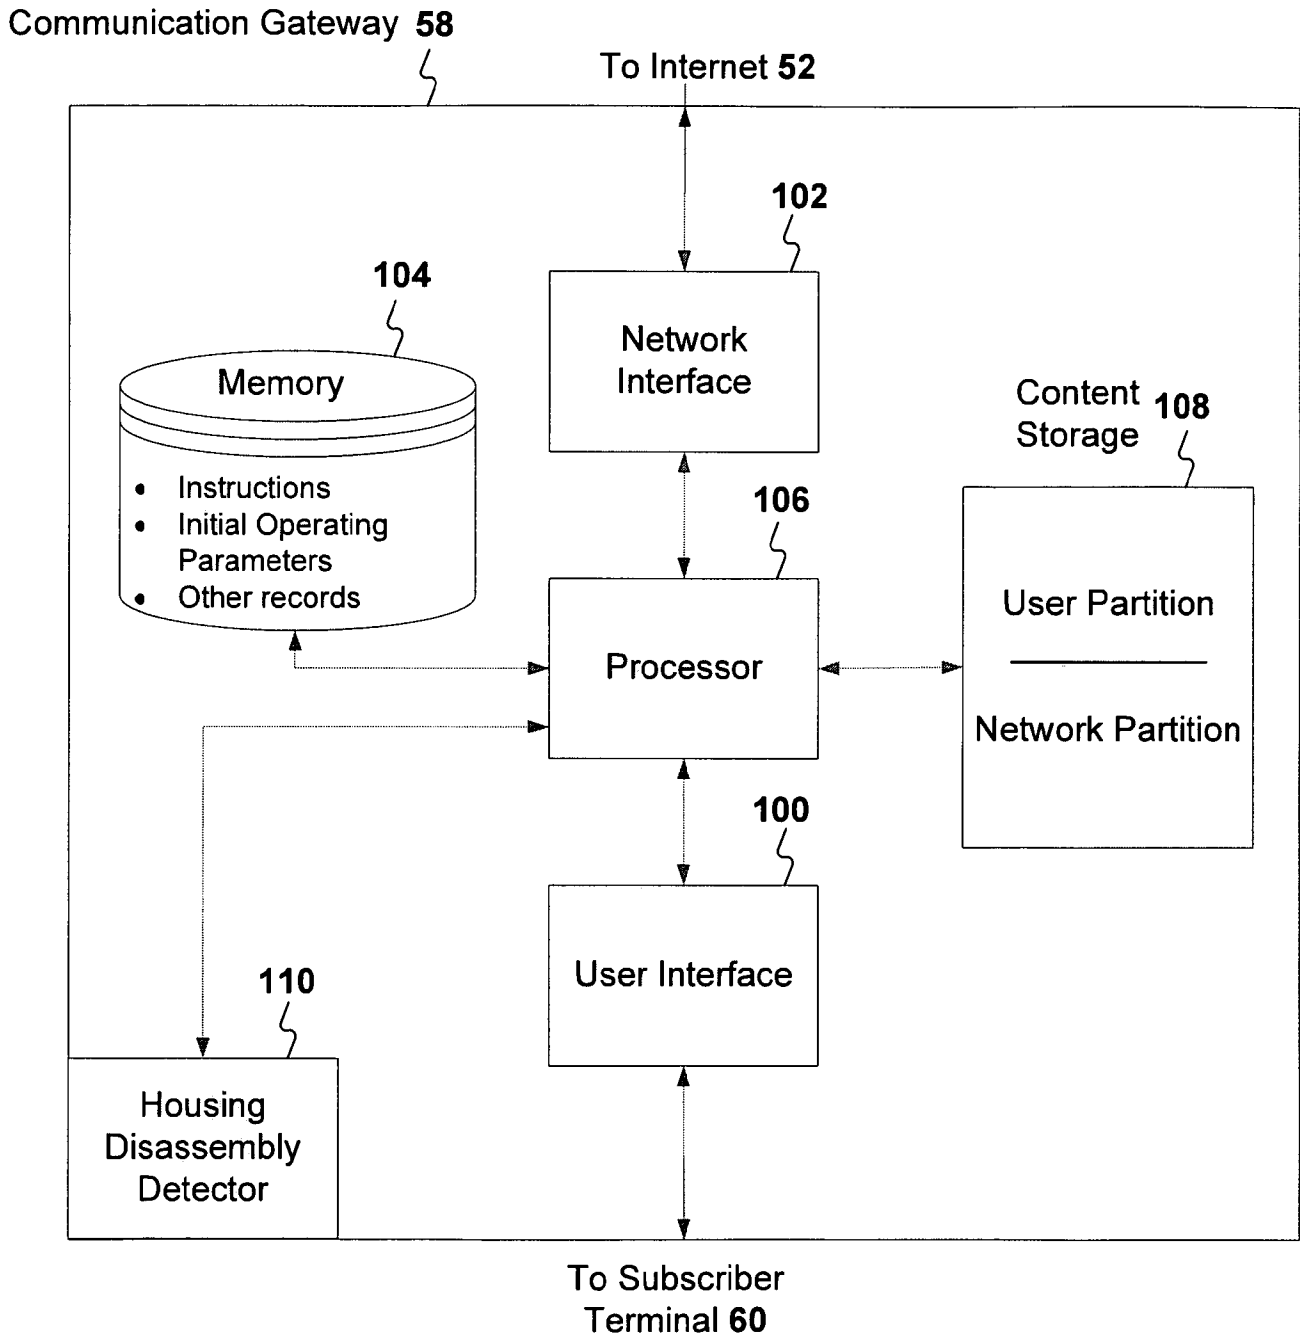 Communication Gateway 58
To Internet 52
102
104
Network
Interface
Memory
Content
Storage 108
• Instructions
• Initial Operating
Parameters
• Other records
106
User Partition
Processor
Network Partition
100
User Interface
110
Housing
Disassembly
Detector
To Subscriber
Terminal 60